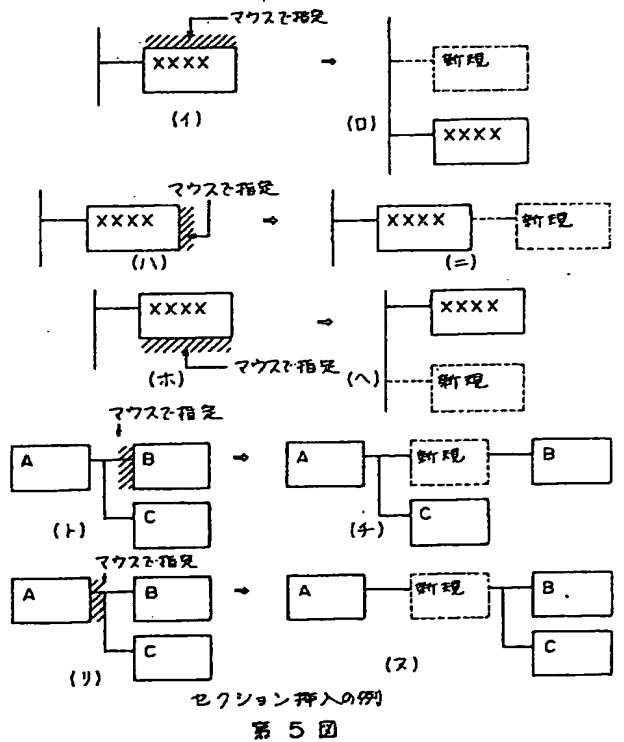 マウスで指定
XXXX
⇒
新規
(イ)
(ロ)
XXXX
マウスで指定
XXXX
⇒
XXXX
新規
(ハ)
(ニ)
XXXX
⇒
XXXX
(ホ)
マウスで指定
(ヘ)
新規
マウスで指定
A
B
⇒
A
新規
B
C
C
(ト)
(チ)
マウスで指定
A
B
⇒
A
新規
B
C
C
(リ)
(ヌ)
セクション挿入の例
第 5 図